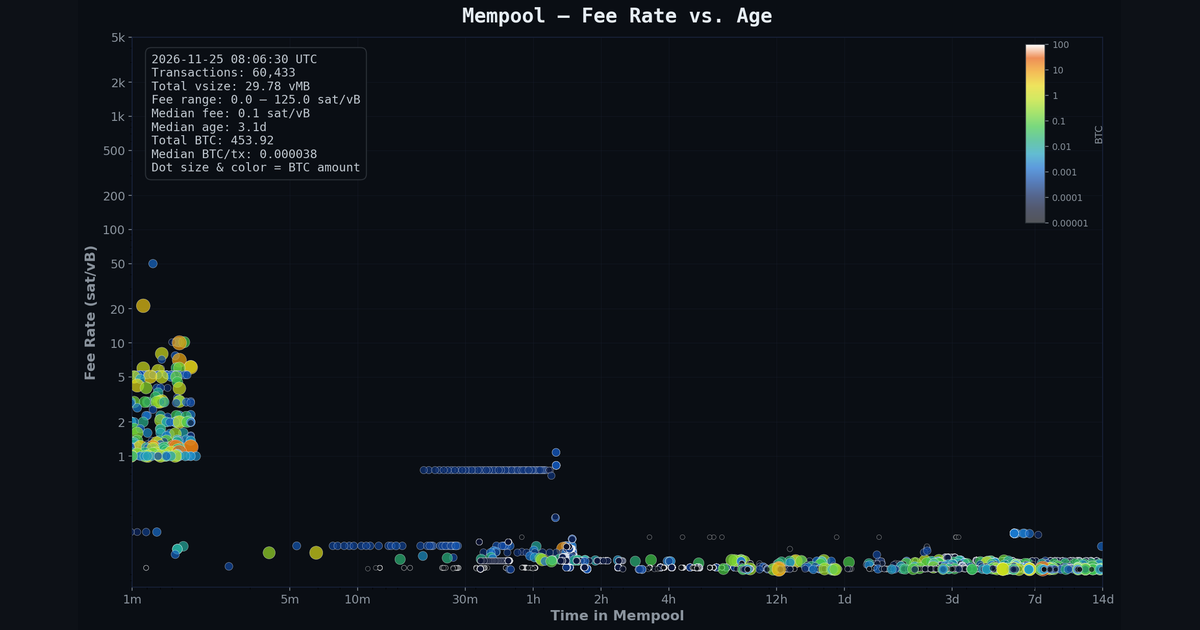 Mempool — Fee Rate vs. Age
2026-11-25 08:06:30 UTC
Transactions: 60,433
Total vsize: 29.78 vMB
Fee range: 0.0 — 125.0 sat/vB
Median fee: 0.1 sat/vB
Median age: 3.1d
Total BTC: 453.92
Median BTC/tx: 0.000038
Dot size & color = BTC amount
100
10
1
0.1
0.01
0.001
0.0001
0.00001
BTC
Fee Rate (sat/vB)
5k
2k
1k
500
200
100
50
20
10
5
2
1
1m
5m
10m
30m
1h
2h
4h
12h
1d
3d
7d
14d
Time in Mempool